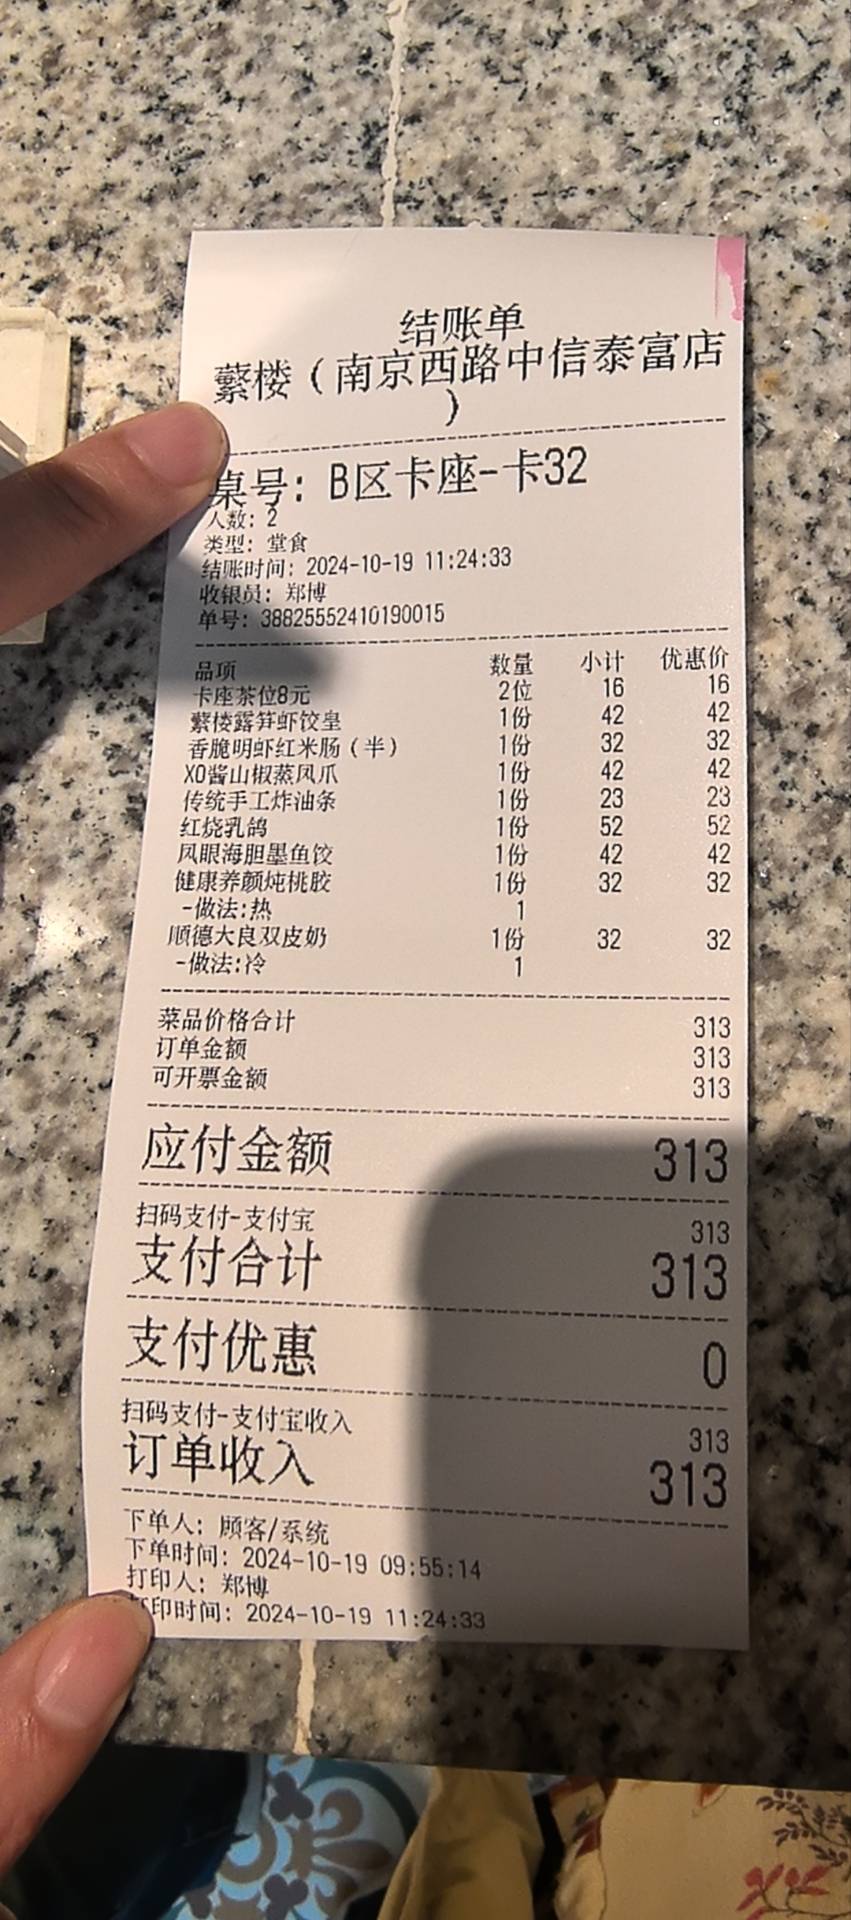 结账单
蘩楼（南京西路中信泰富店
）
桌号: B区卡座-卡32
人数: 2
类型: 堂食
结账时间: 2024-10-19 11:24:33
收银员: 郑博
单号: 38825552410190015
品项 数量 小计 优惠价
卡座茶位8元 2位 16 16
蘩楼露笋虾饺皇 1份 42 42
香脆明虾红米肠（半） 1份 32 32
XO酱山椒蒸凤爪 1份 42 42
传统手工炸油条 1份 23 23
红烧乳鸽 1份 52 52
凤眼海胆墨鱼饺 1份 42 42
健康养颜炖桃胶 1份 32 32
-做法:热 1
顺德大良双皮奶 1份 32 32
-做法:冷 1
菜品价格合计 313
订单金额 313
可开票金额 313
应付金额 313
扫码支付-支付宝 313
支付合计 313
支付优惠 0
扫码支付-支付宝收入 313
订单收入 313
下单人: 顾客/系统
下单时间: 2024-10-19 09:55:14
打印人: 郑博
打印时间: 2024-10-19 11:24:33